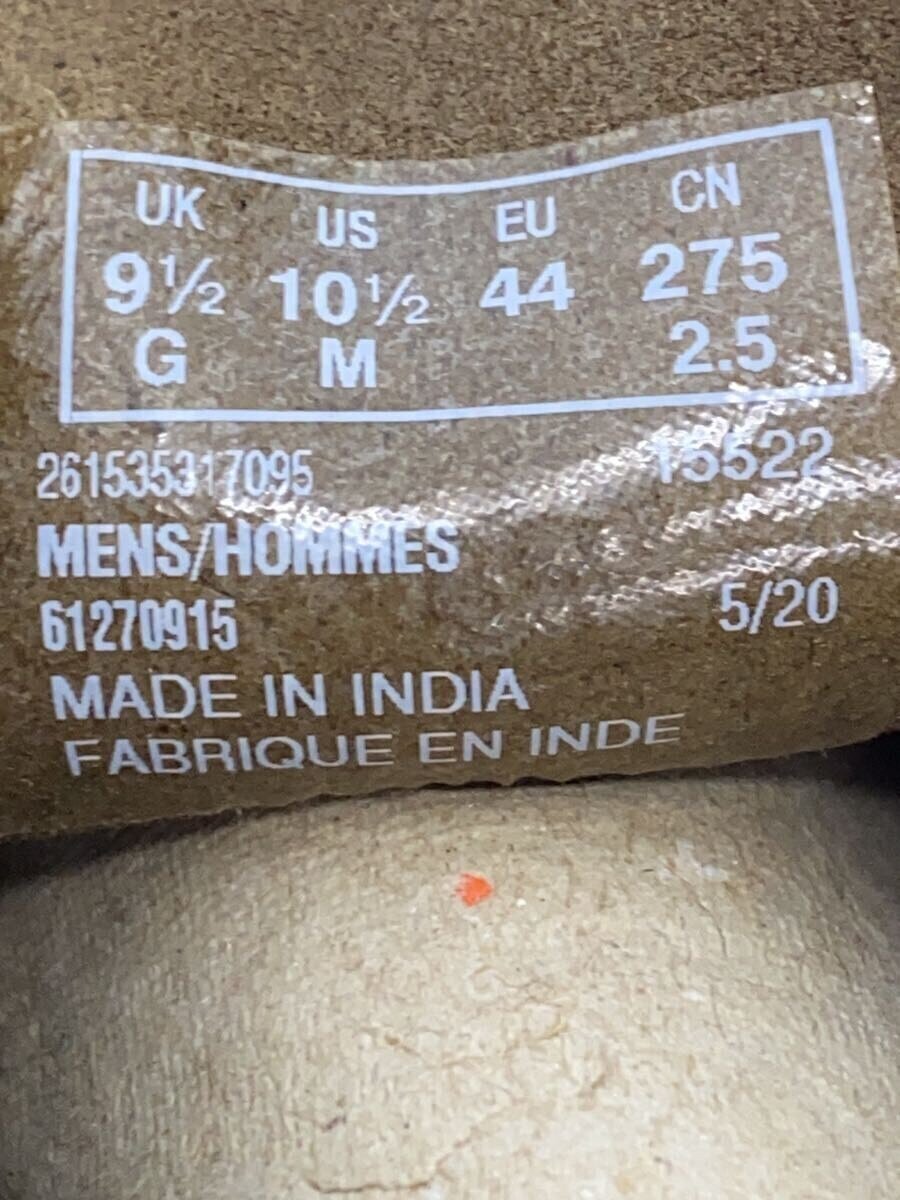 UK US EU CN
9½ 10½ 44 275
G M 2.5
261535317095 15522
MENS/HOMMES
61270915 5/20
MADE IN INDIA
FABRIQUE EN INDE